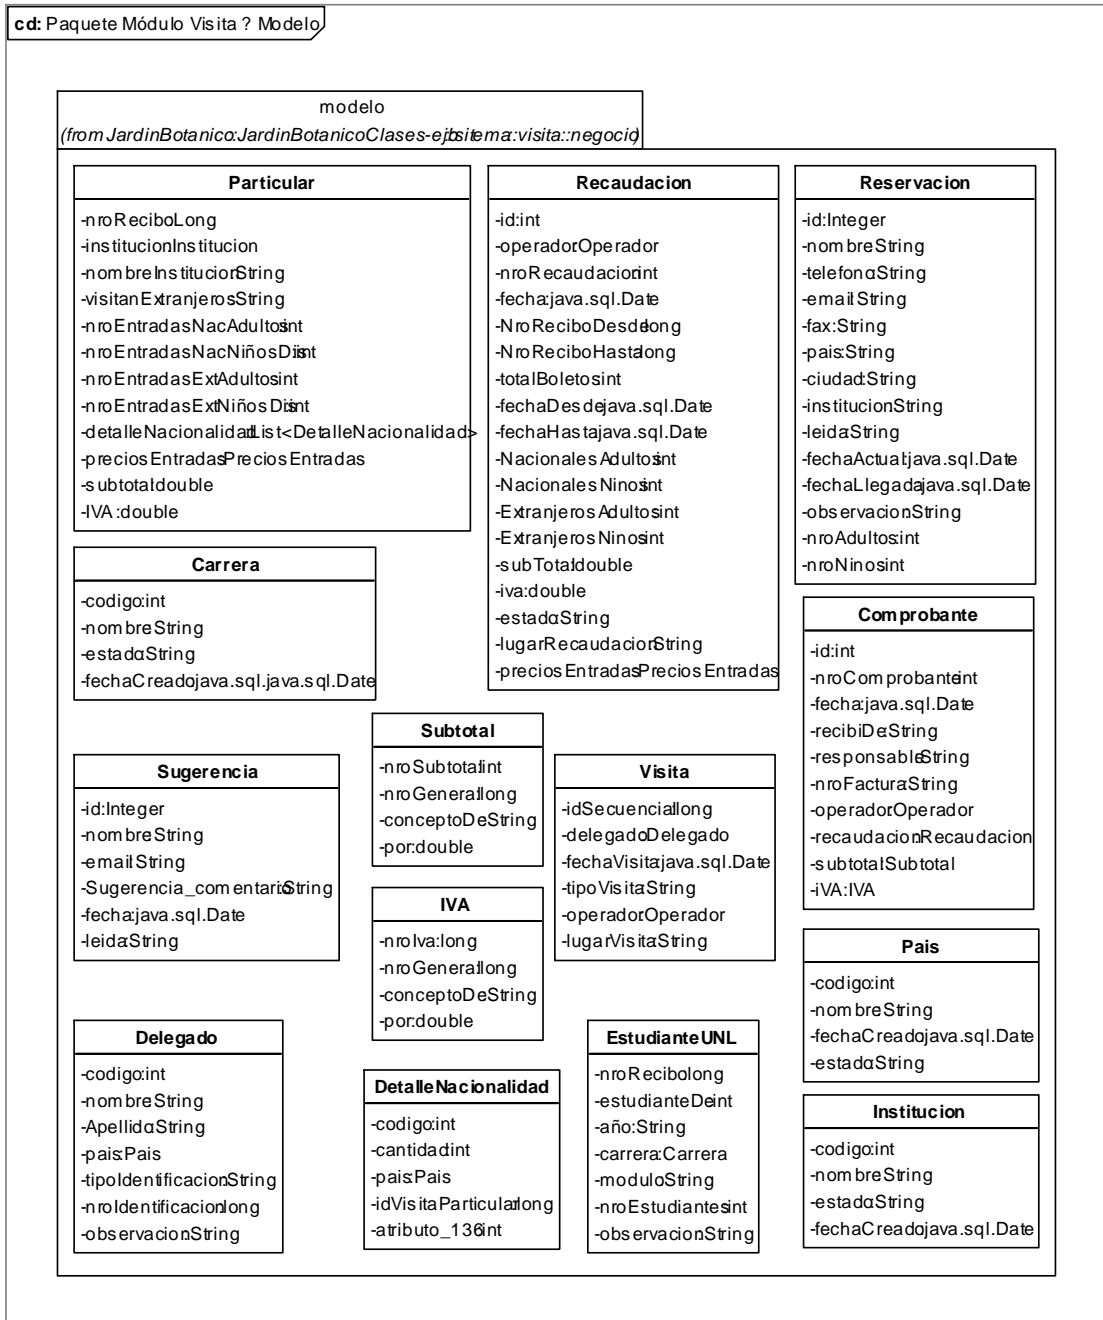 cd: Paquete Módulo Visita ? Modelo
modelo
(from JardinBotanico:JardinBotanicoClases-ejb:sitema::visita::negocio)
Particular
-nroRecibo:Long
-institucion:Institucion
-nombreInstitucion:String
-visitanExtranjeros:String
-nroEntradasNacAdultos:int
-nroEntradasNacNiñosDis:int
-nroEntradasExtAdultos:int
-nroEntradasExtNiñosDis:int
-detalleNacionalidad:List<DetalleNacionalidad>
-preciosEntradas:PreciosEntradas
-subtotal:double
-IVA:double
Recaudacion
-id:int
-operador:Operador
-nroRecaudacion:int
-fecha:java.sql.Date
-NroReciboDesde:long
-NroReciboHasta:long
-totalBoletos:int
-fechaDesde:java.sql.Date
-fechaHasta:java.sql.Date
-NacionalesAdultos:int
-NacionalesNinos:int
-ExtranjerosAdultos:int
-ExtranjerosNinos:int
-subTotal:double
-iva:double
-estado:String
-lugarRecaudacion:String
-preciosEntradas:PreciosEntradas
Reservacion
-id:Integer
-nombre:String
-telefono:String
-email:String
-fax:String
-pais:String
-ciudad:String
-institucion:String
-leida:String
-fechaActual:java.sql.Date
-fechaLlegada:java.sql.Date
-observacion:String
-nroAdultos:int
-nroNinos:int
Carrera
-codigo:int
-nombre:String
-estado:String
-fechaCreado:java.sql.java.sql.Date
Comprobante
-id:int
-nroComprobante:int
-fecha:java.sql.Date
-recibiDe:String
-responsable:String
-nroFactura:String
-operador:Operador
-recaudacion:Recaudacion
-subtotal:Subtotal
-iVA:IVA
Subtotal
-nroSubtotal:int
-nroGeneral:long
-conceptoDe:String
-por:double
Sugerencia
-id:Integer
-nombre:String
-email:String
-Sugerencia_comentario:String
-fecha:java.sql.Date
-leida:String
Visita
-idSecuencial:long
-delegado:Delegado
-fechaVisita:java.sql.Date
-tipoVisita:String
-operador:Operador
-lugarVisita:String
IVA
-nroIva:long
-nroGeneral:long
-conceptoDe:String
-por:double
Pais
-codigo:int
-nombre:String
-fechaCreado:java.sql.Date
-estado:String
Delegado
-codigo:int
-nombre:String
-Apellido:String
-pais:Pais
-tipoIdentificacion:String
-nroIdentificacion:long
-observacion:String
DetalleNacionalidad
-codigo:int
-cantidad:int
-pais:Pais
-idVisitaParticular:long
-atributo_136:int
EstudianteUNL
-nroRecibo:long
-estudianteDe:int
-año:String
-carrera:Carrera
-modulo:String
-nroEstudiantes:int
-observacion:String
Institucion
-codigo:int
-nombre:String
-estado:String
-fechaCreado:java.sql.Date